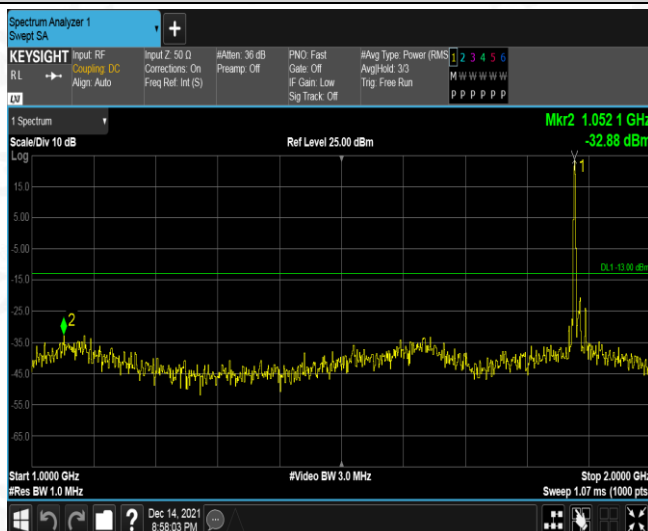 Spectrum Analyzer 1
Swept SA
+
KEYSIGHT
RL
LXI
Input: RF
Coupling: DC
Align: Auto
Input Z: 50 Ω
Corrections: On
Freq Ref: Int (S)
#Atten: 36 dB
Preamp: Off
PNO: Fast
Gate: Off
IF Gain: Low
Sig Track: Off
#Avg Type: Power (RMS
Avg|Hold: 3/3
Trig: Free Run
1 2 3 4 5 6
M W W W W W
P P P P P P
1 Spectrum
Scale/Div 10 dB
Log
Ref Level 25.00 dBm
Mkr2 1.052 1 GHz
-32.88 dBm
1
15.0
5.00
-5.00
DL1 -13.00 dBm
-15.0
-25.0
2
-35.0
-45.0
-55.0
-65.0
Start 1.0000 GHz
#Video BW 3.0 MHz
Stop 2.0000 GHz
#Res BW 1.0 MHz
Sweep 1.07 ms (1000 pts
?
Dec 14, 2021
8:58:03 PM